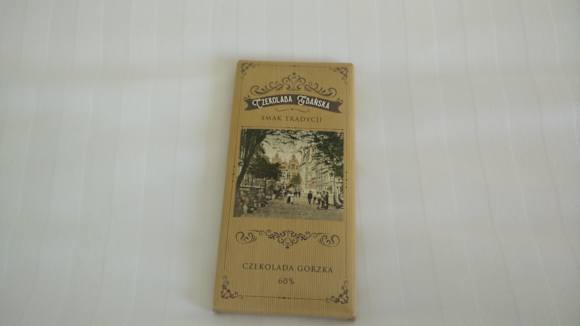 CZEKOLADA GDAŃSKA
SMAK TRADYCJI
CZEKOLADA GORZKA
60%